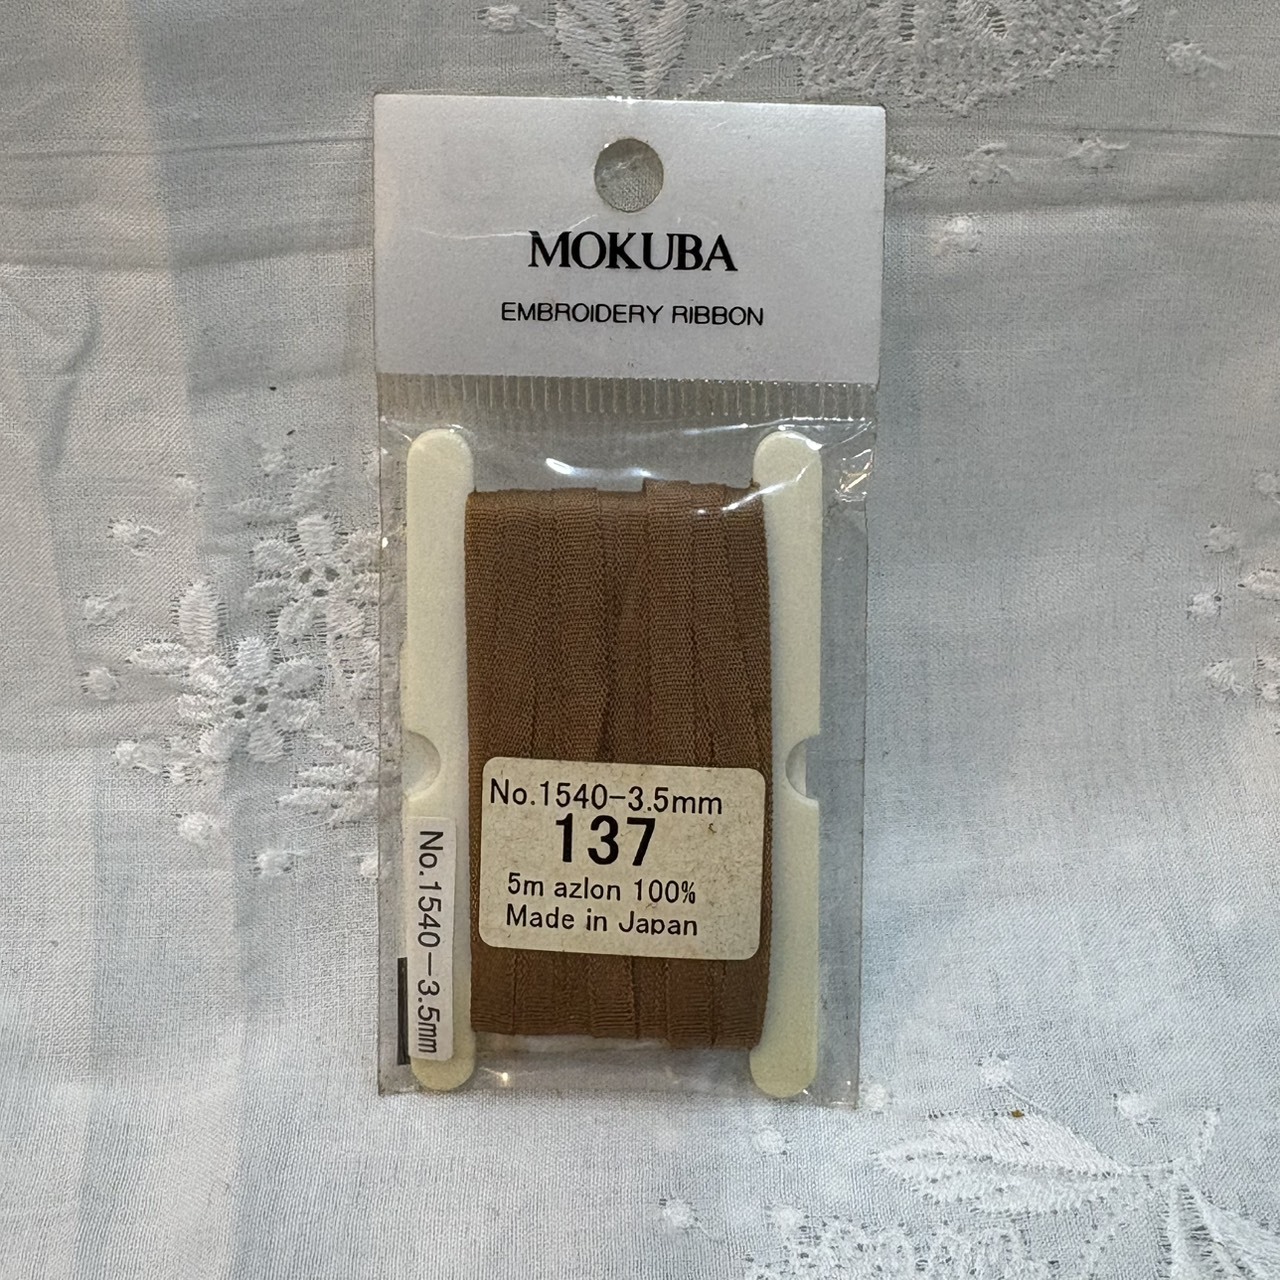 MOKUBA
EMBROIDERY RIBBON
No.1540-3.5mm
137
5m azlon 100%
Made in Japan
No.1540-3.5mm